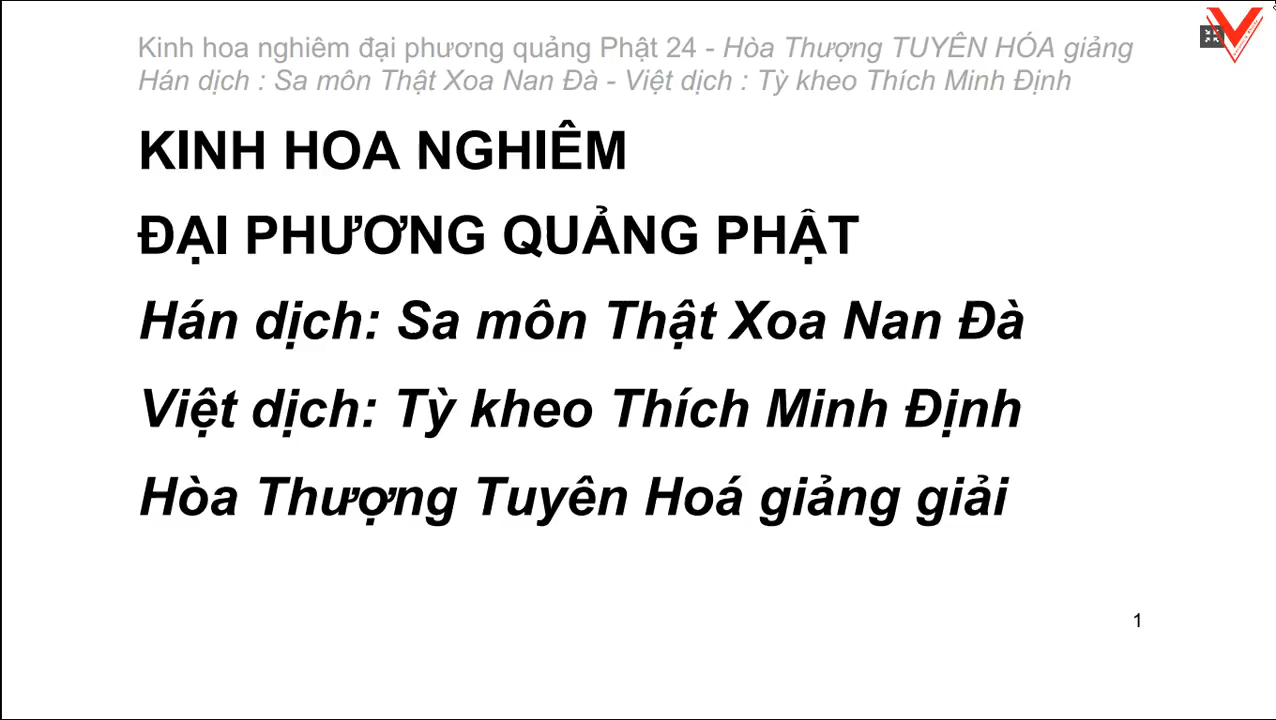 Kinh hoa nghiêm đại phương quảng Phật 24 - Hòa Thượng TUYÊN HÓA giảng
Hán dịch : Sa môn Thật Xoa Nan Đà - Việt dịch : Tỳ kheo Thích Minh Định
KINH HOA NGHIÊM
ĐẠI PHƯƠNG QUẢNG PHẬT
Hán dịch: Sa môn Thật Xoa Nan Đà
Việt dịch: Tỳ kheo Thích Minh Định
Hòa Thượng Tuyên Hoá giảng giải
1